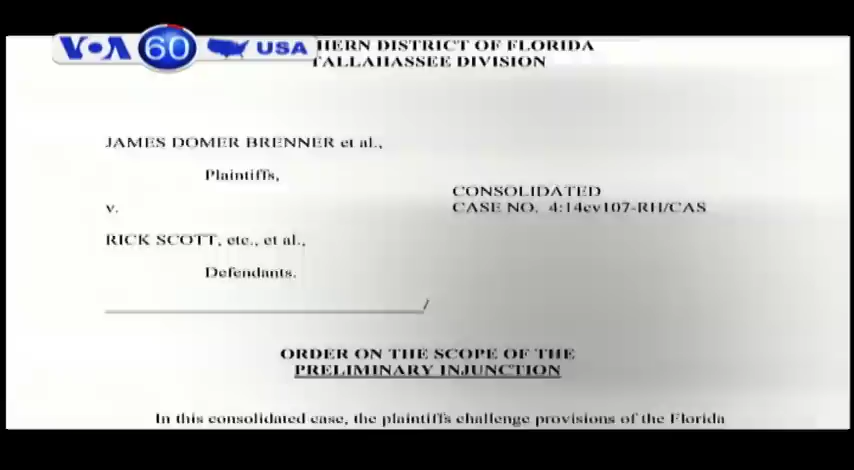 VOA 60 USA
HERN DISTRICT OF FLORIDA
TALLAHASSEE DIVISION
JAMES DOMER BRENNER et al.,
Plaintiffs,
CONSOLIDATED
v.
CASE NO. 4:14cv107-RH/CAS
RICK SCOTT, etc., et al.,
Defendants.
/
ORDER ON THE SCOPE OF THE
PRELIMINARY INJUNCTION
In this consolidated case, the plaintiffs challenge provisions of the Florida